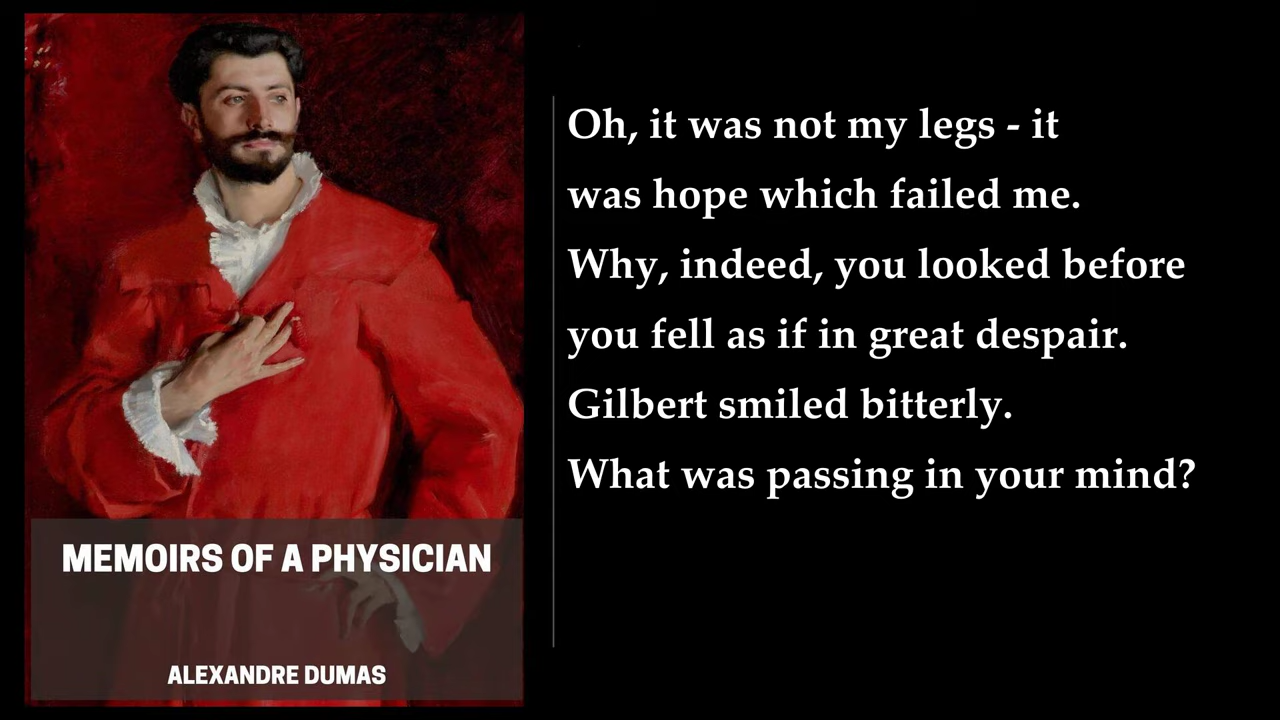 Oh, it was not my legs - it
was hope which failed me.
Why, indeed, you looked before
you fell as if in great despair.
Gilbert smiled bitterly.
What was passing in your mind?
MEMOIRS OF A PHYSICIAN
ALEXANDRE DUMAS